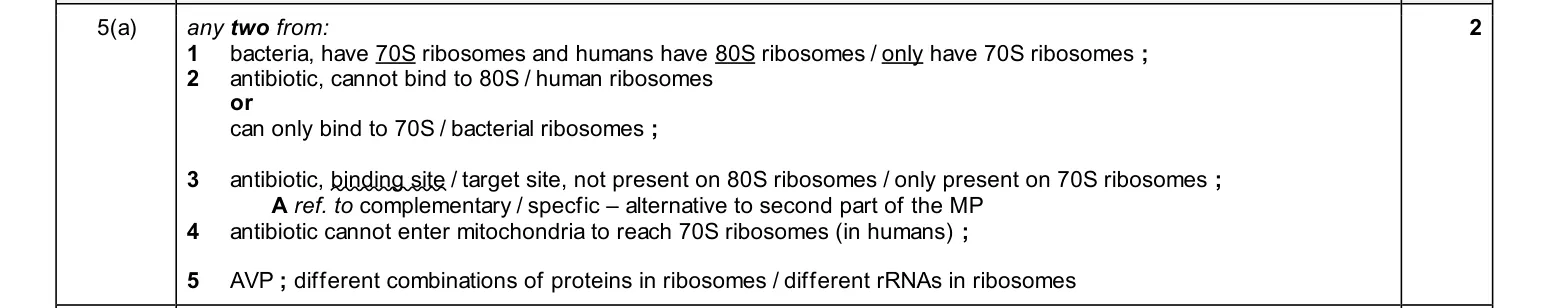 5(a)
any two from:
2
1 bacteria, have 70S ribosomes and humans have 80S ribosomes / only have 70S ribosomes ;
2 antibiotic, cannot bind to 80S / human ribosomes
or
can only bind to 70S / bacterial ribosomes ;
3 antibiotic, binding site / target site, not present on 80S ribosomes / only present on 70S ribosomes ;
A ref. to complementary / specfic – alternative to second part of the MP
4 antibiotic cannot enter mitochondria to reach 70S ribosomes (in humans) ;
5 AVP ; different combinations of proteins in ribosomes / different rRNAs in ribosomes